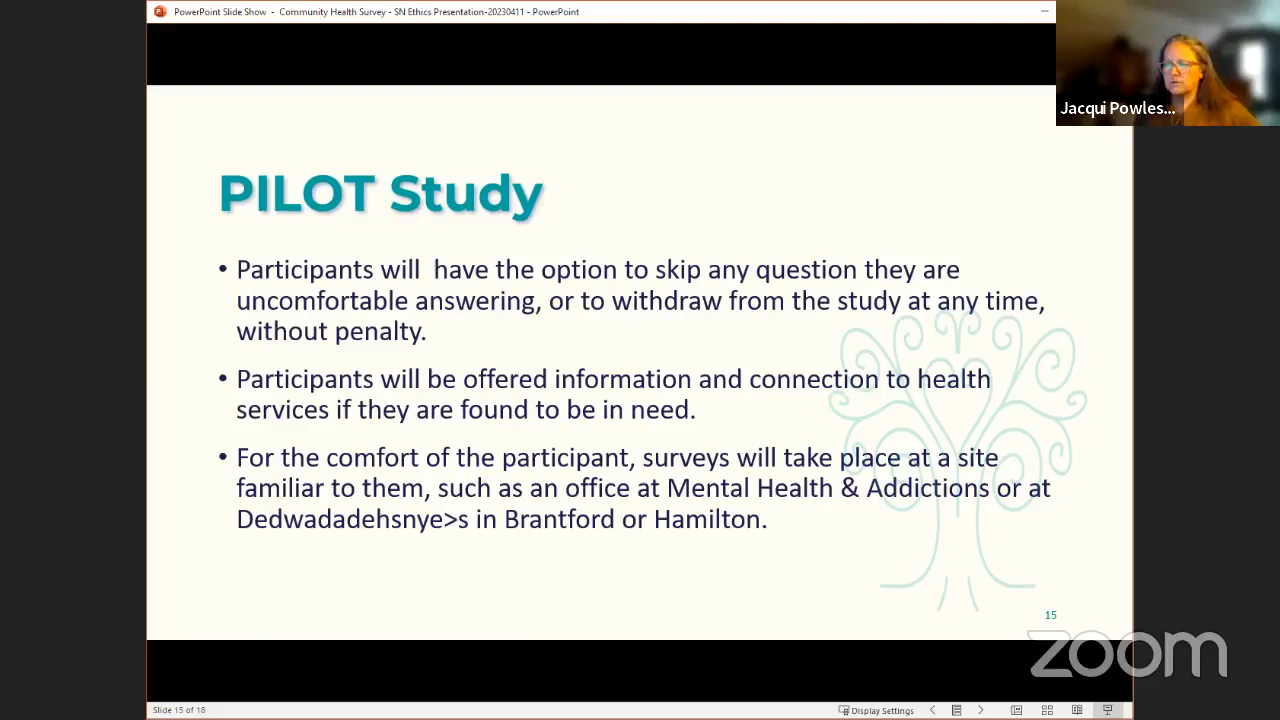 PowerPoint Slide Show - Community Health Survey - SN Ethics Presentation-20230411 - PowerPoint
Jacqui Powles...
PILOT Study
• Participants will have the option to skip any question they are
uncomfortable answering, or to withdraw from the study at any time,
without penalty.
• Participants will be offered information and connection to health
services if they are found to be in need.
• For the comfort of the participant, surveys will take place at a site
familiar to them, such as an office at Mental Health & Addictions or at
Dedwadadehsnye>s in Brantford or Hamilton.
15
zoom
Slide 15 of 18
Display Settings